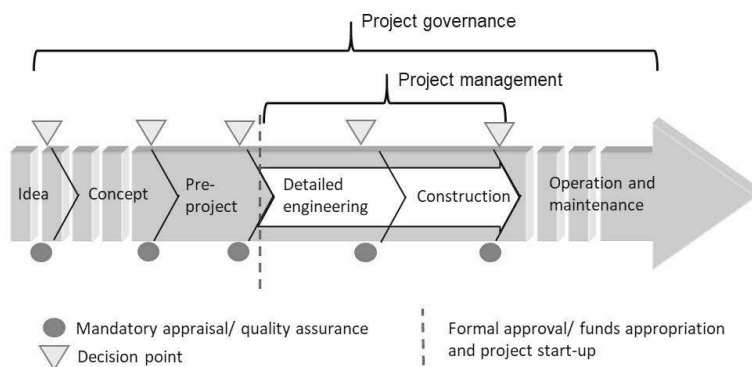 Project governance
Project management
Idea
Concept
Pre-
project
Detailed
engineering
Construction
Operation and
maintenance
Mandatory appraisal/ quality assurance
Decision point
Formal approval/ funds appropriation
and project start-up